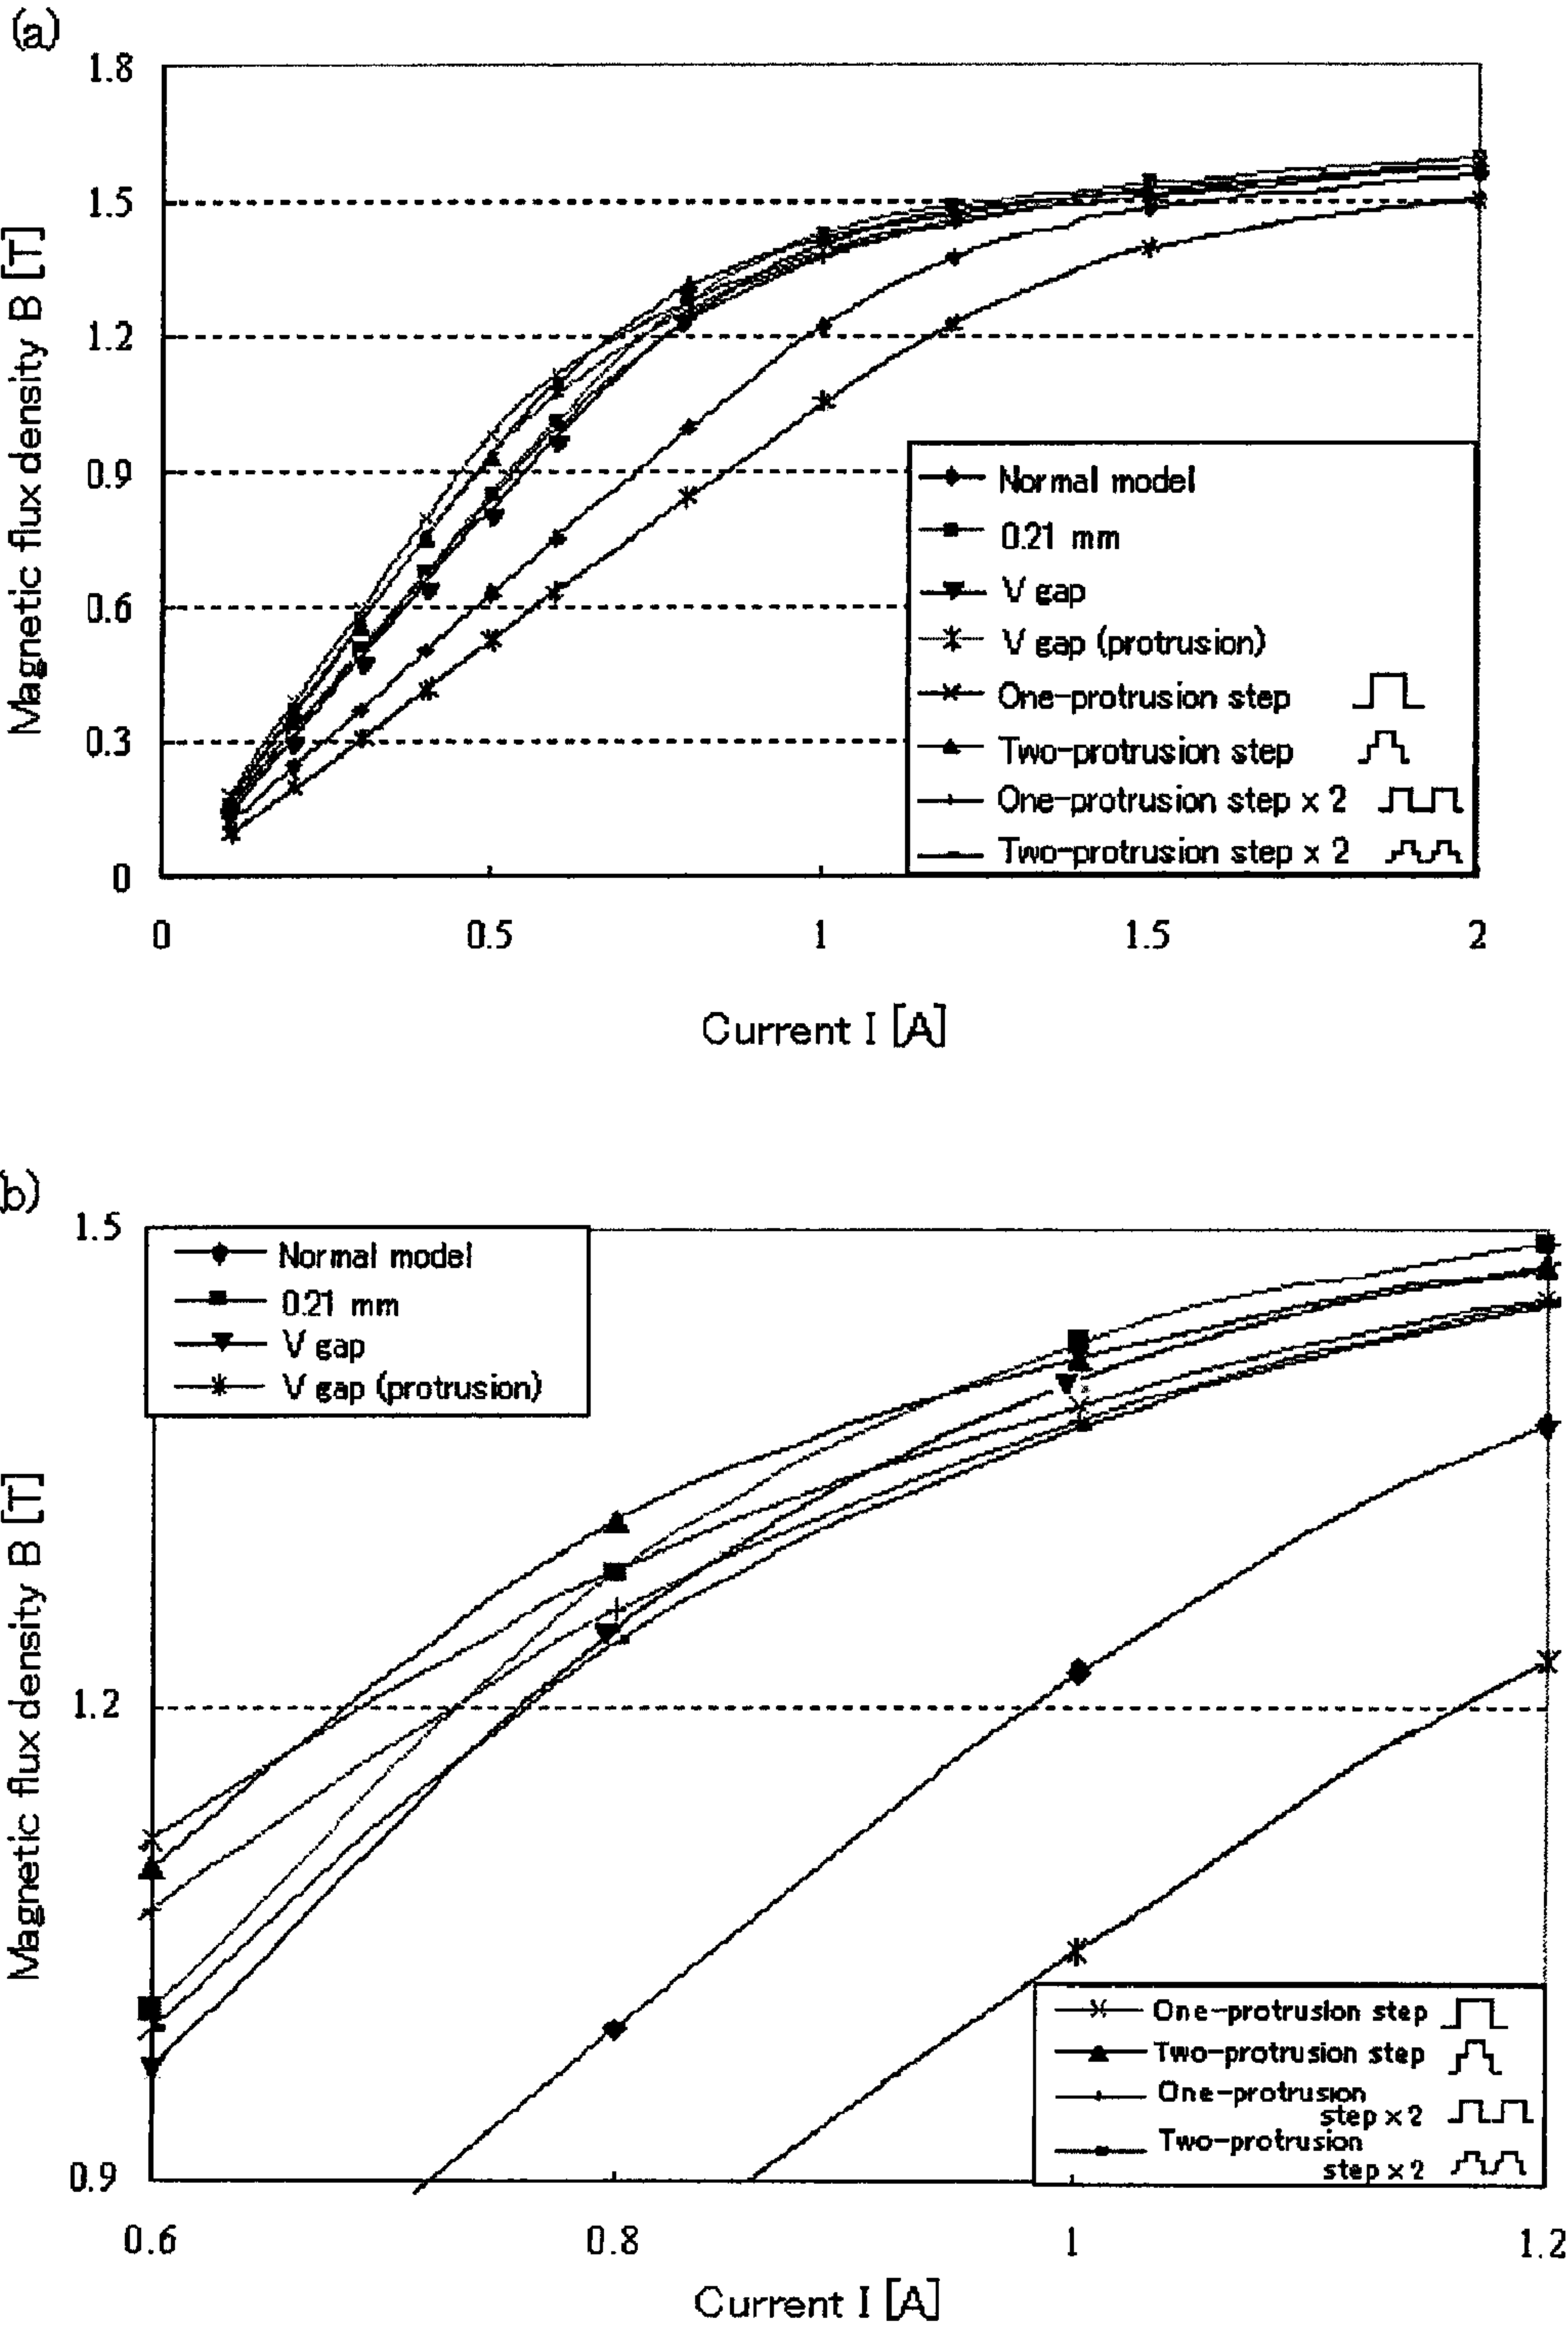 (a)
1.8
1.5
1.2
0.9
0.6
0.3
0
Magnetic flux density B [T]
Normal model
0.21 mm
V gap
V gap (protrusion)
One-protrusion step
Two-protrusion step
One-protrusion step x 2
Two-protrusion step x 2
0 0.5 1 1.5 2
Current I [A]
b)
1.5
1.2
0.9
Magnetic flux density B [T]
Normal model
0.21 mm
V gap
V gap (protrusion)
One-protrusion step
Two-protrusion step
One-protrusion
step x 2
Two-protrusion
step x 2
0.6 0.8 1 1.2
Current I [A]